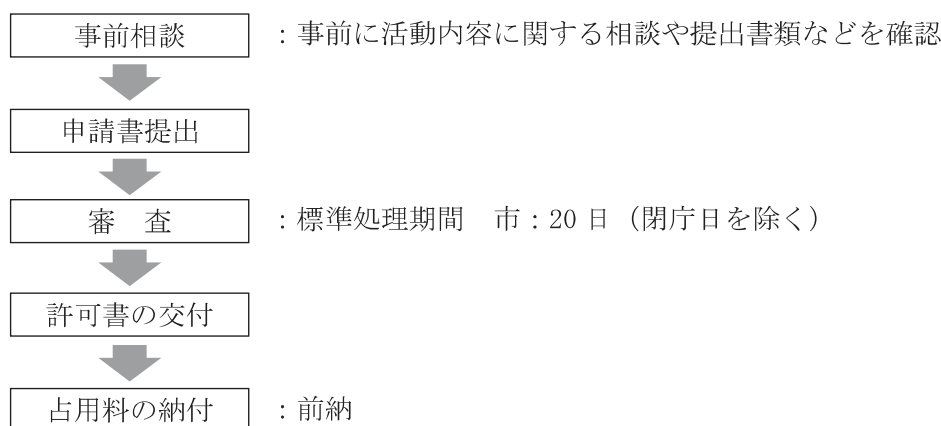 事前相談 ：事前に活動内容に関する相談や提出書類などを確認
申請書提出
審　査 ：標準処理期間　市：20 日（閉庁日を除く）
許可書の交付
占用料の納付 ：前納